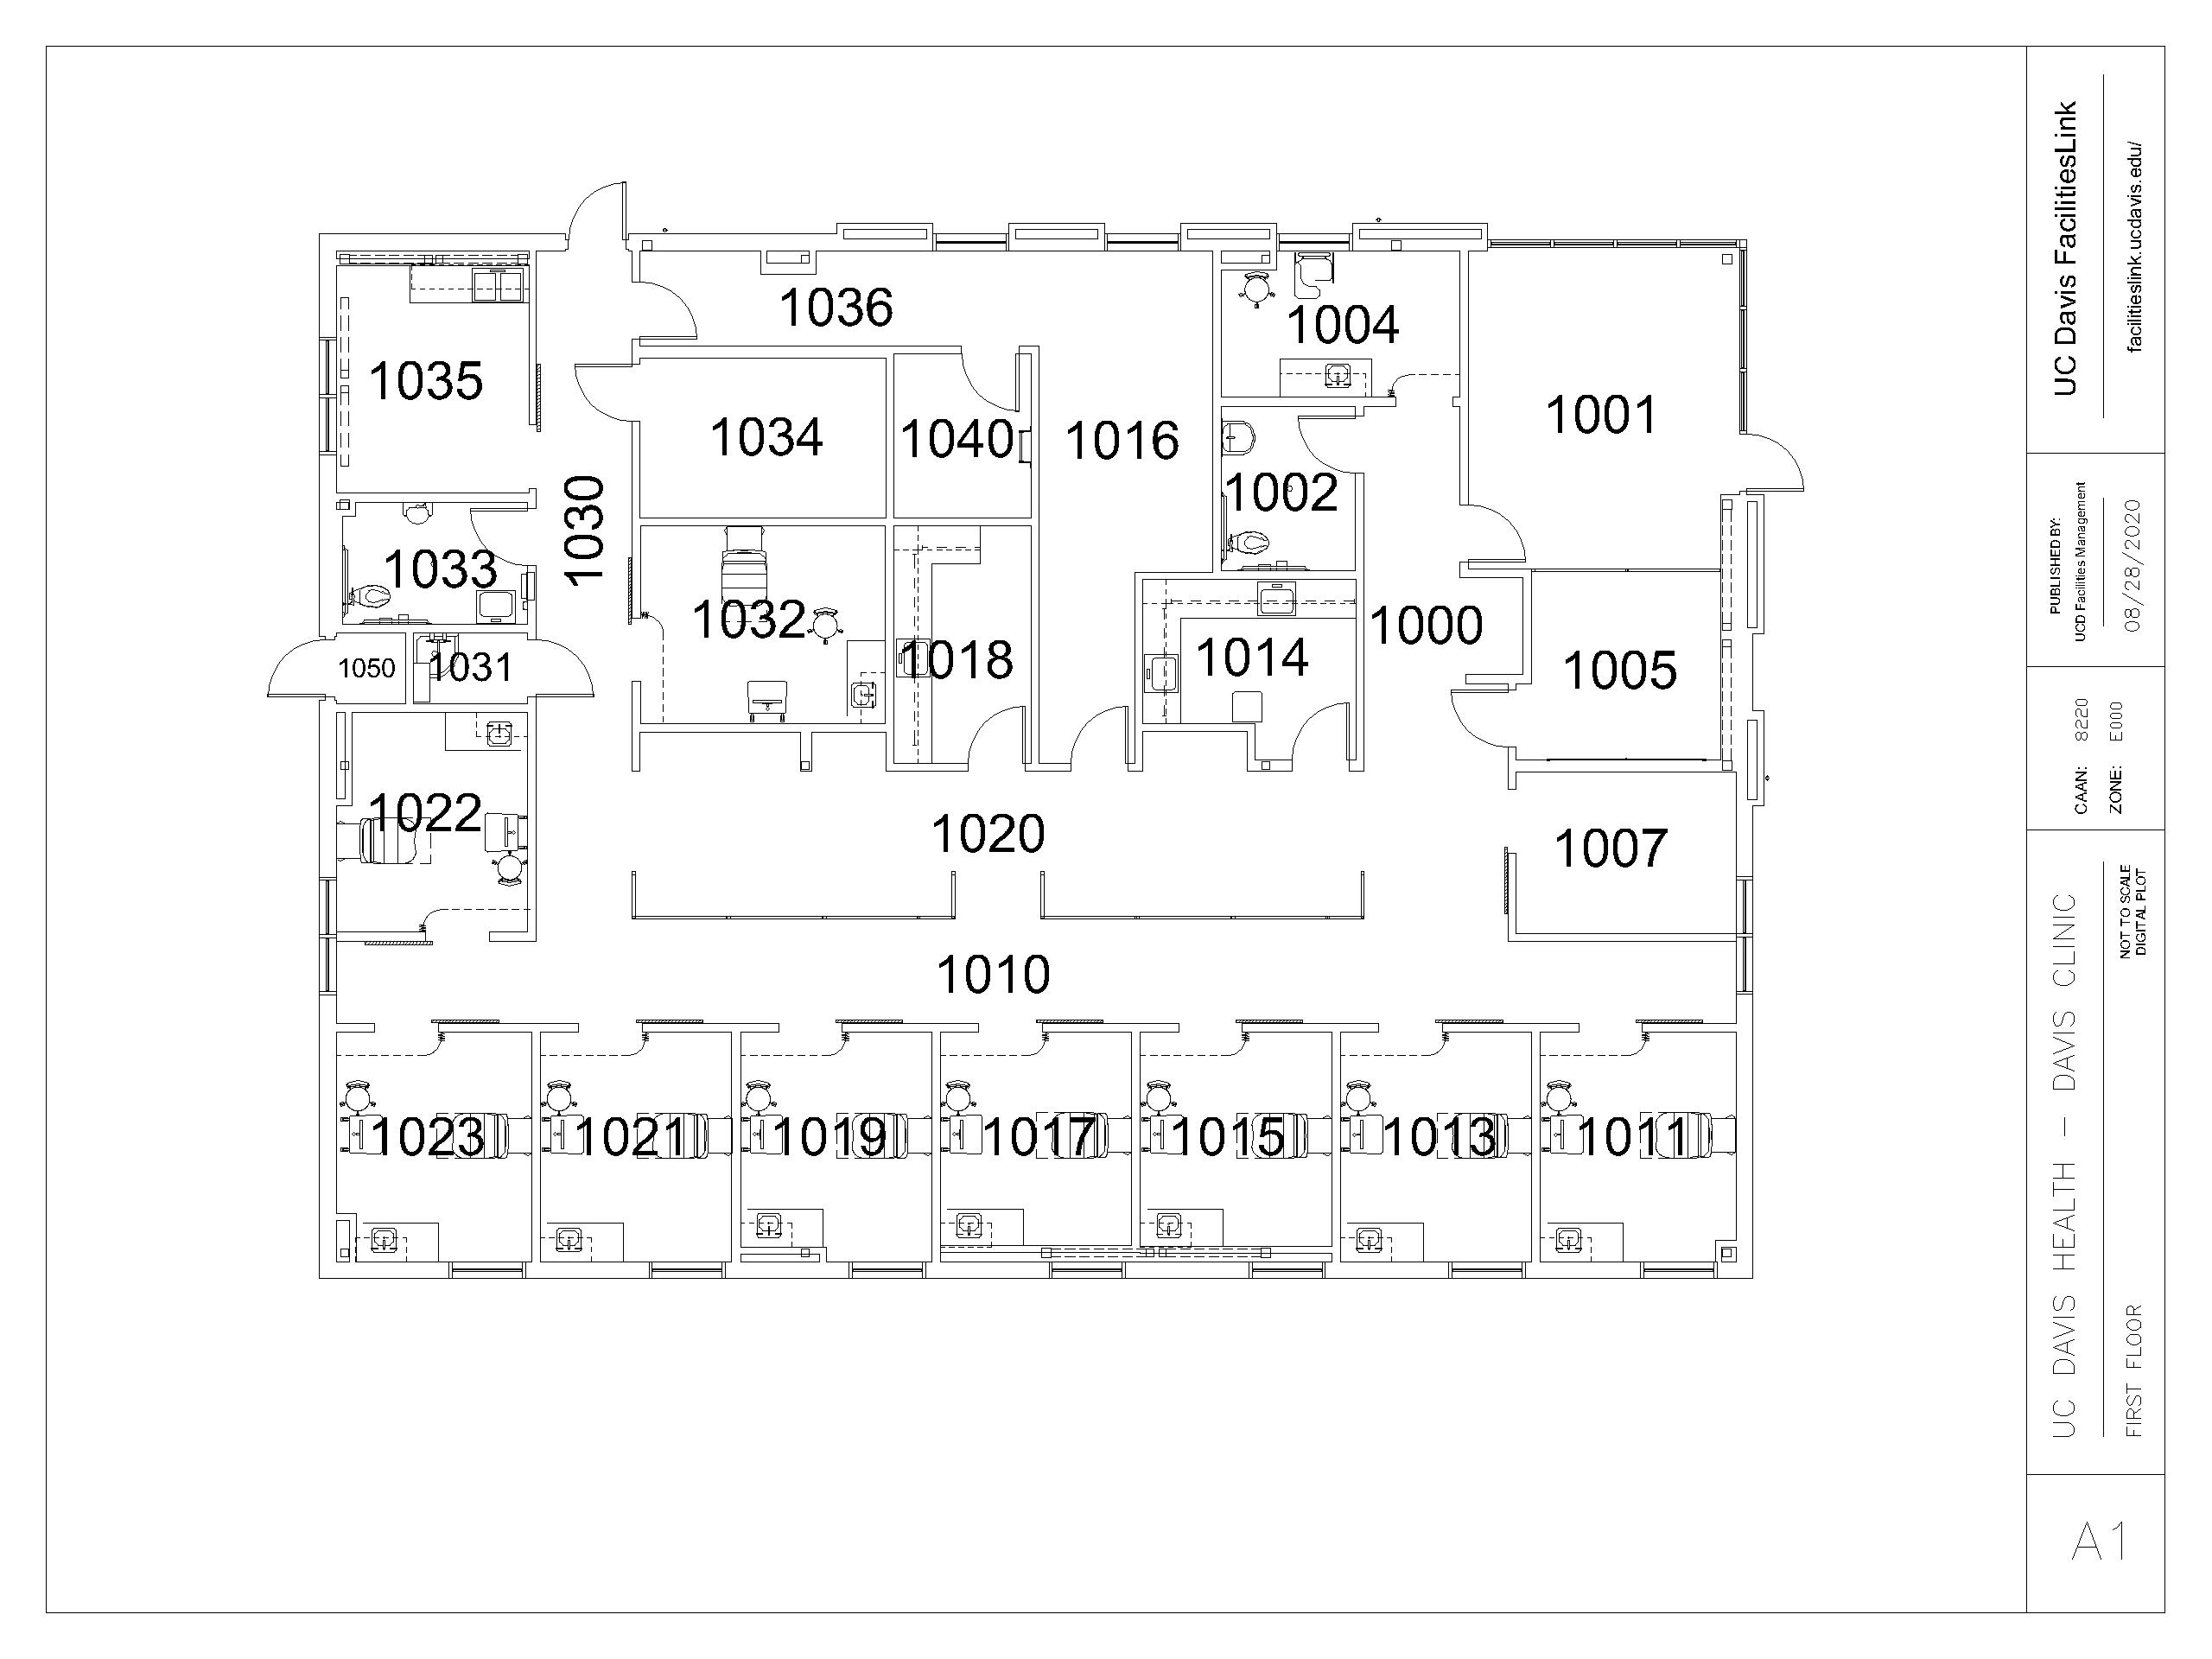 1036
1004
1035
1001
1034
1040
1016
1002
1030
1033
1032
1000
1018
1014
1005
1050
1031
1022
1020
1007
1010
1023
1021
1019
1017
1015
1013
1011
UC Davis FacilitiesLink
facilitieslink.ucdavis.edu/
PUBLISHED BY:
UCD Facilities Management
08/28/2020
CAAN: 8220
ZONE: E000
UC DAVIS HEALTH - DAVIS CLINIC
FIRST FLOOR
NOT TO SCALE
DIGITAL PLOT
A1